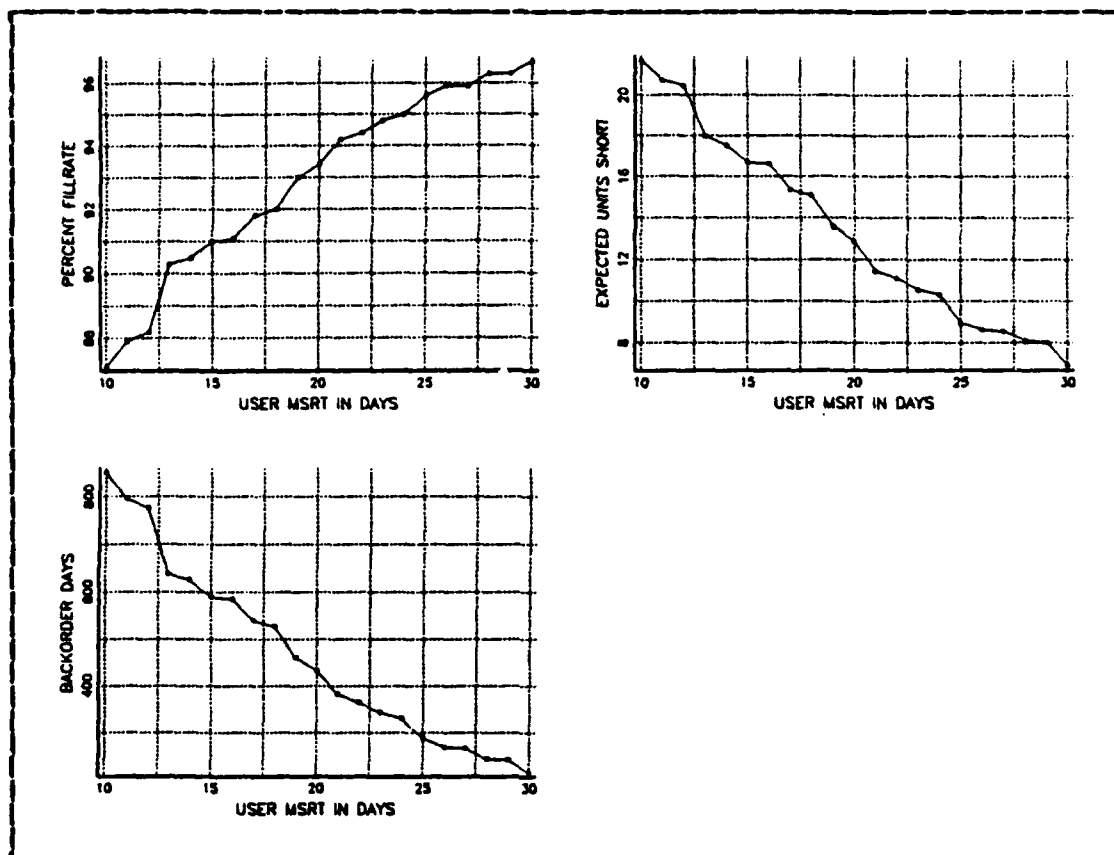 PERCENT FILLRATE
96
94
92
90
88
10 15 20 25 30
USER MSRT IN DAYS
EXPECTED UNITS SHORT
20
16
12
8
10 15 20 25 30
USER MSRT IN DAYS
BACKORDER DAYS
800
600
400
10 15 20 25 30
USER MSRT IN DAYS